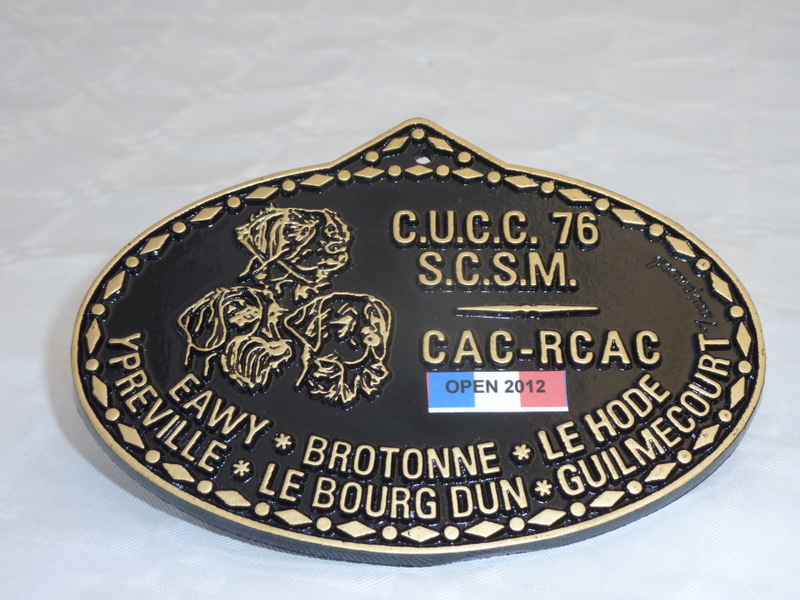 C.U.C.C. 76
S.C.S.M.
CAC-RCAC
OPEN 2012
EAWY * BROTONNE * LE HODE
YPREVILLE * LE BOURG DUN * GUILMECOURT